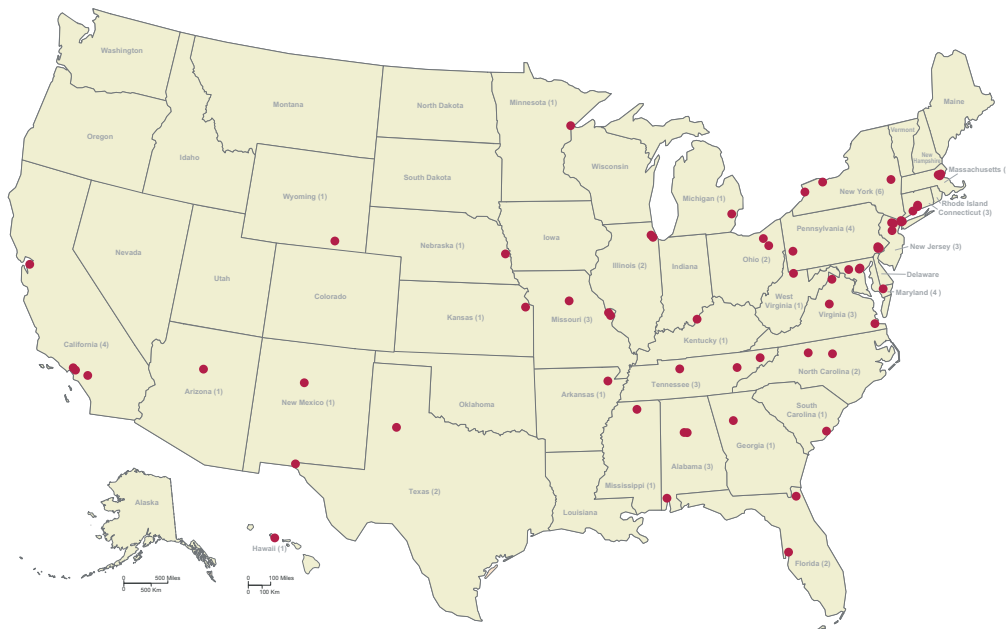 Washington
Montana
North Dakota
Minnesota (1)
Maine
Oregon
Idaho
Wisconsin
Vermont
New
Hampshire
Massachusetts (
South Dakota
Wyoming (1)
Michigan (1)
New York (6)
Rhode Island
Connecticut (3)
Nevada
Nebraska (1)
Iowa
Pennsylvania (4)
New Jersey (3)
Utah
Colorado
Illinois (2)
Indiana
Ohio (2)
Delaware
Maryland (4 )
West
Virginia (1)
Virginia (3)
California (4)
Kansas (1)
Missouri (3)
Kentucky (1)
Arizona (1)
New Mexico (1)
Oklahoma
Arkansas (1)
Tennessee (3)
North Carolina (2)
South
Carolina (1)
Texas (2)
Louisiana
Mississippi (1)
Alabama (3)
Georgia (1)
Florida (2)
Alaska
Hawaii (1)
0
500 Miles
0
500 Km
0
100 Miles
0
100 Km